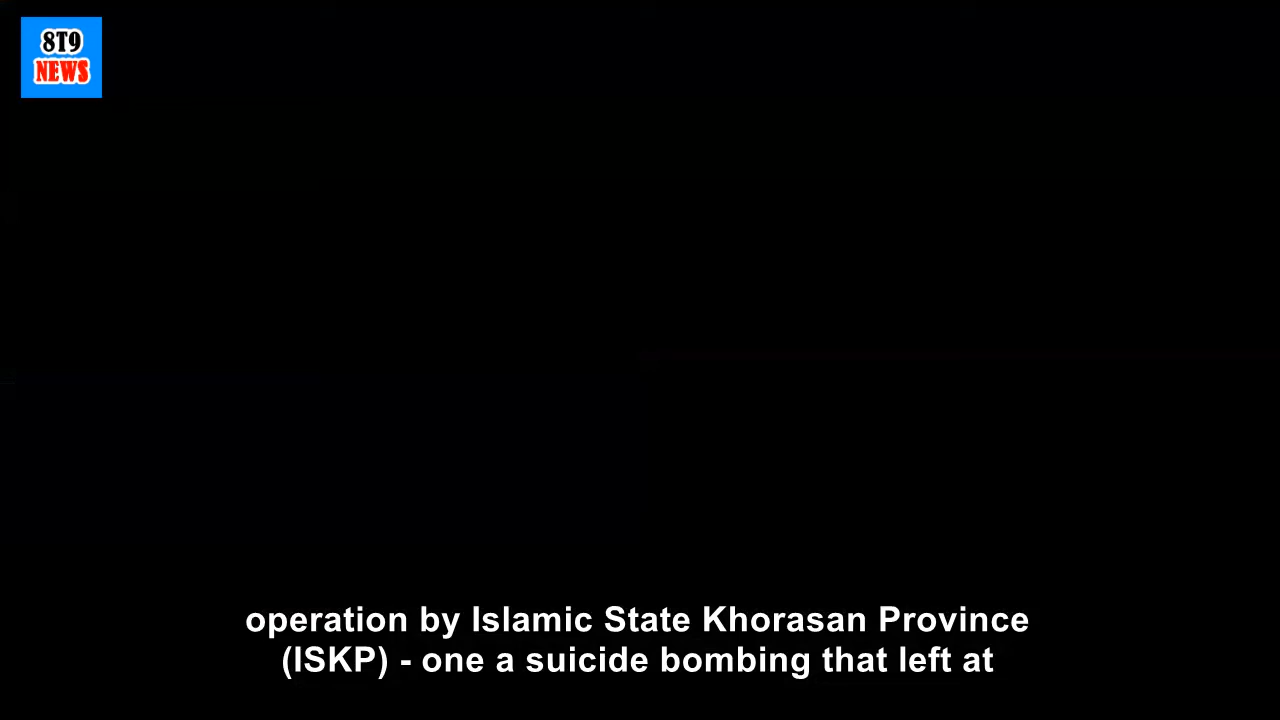 8T9
NEWS
operation by Islamic State Khorasan Province
(ISKP) - one a suicide bombing that left at